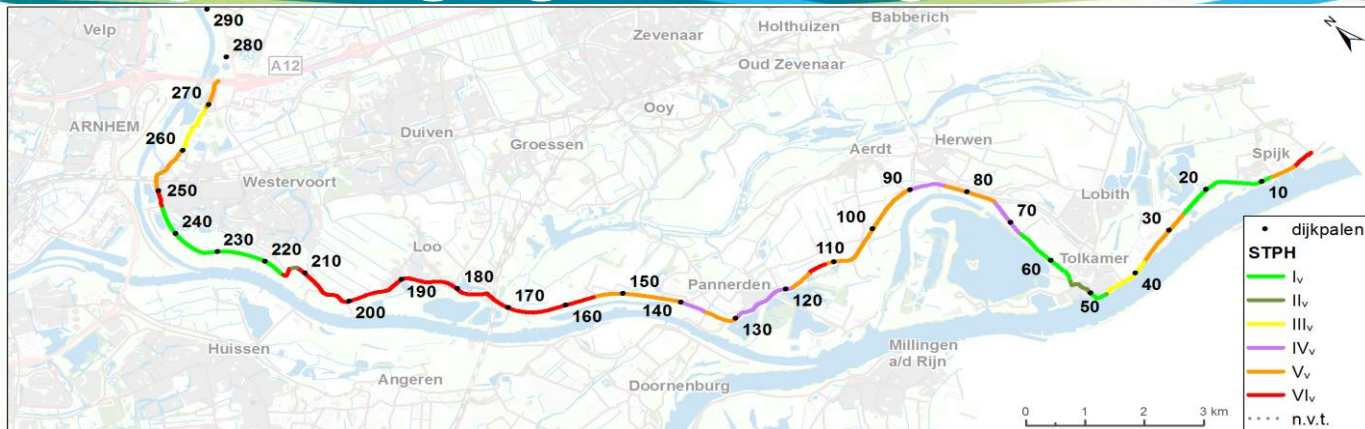 290
Velp
280
A12
270
ARNHEM
260
Westervoort
250
240
230
220
210
200
Huissen
Duiven
Loo
190
180
Angeren
Groessen
170
160
150
140
Zevenaar
Holthuizen
Babberich
Oud Zevenaar
Ooy
Pannerden
130
120
Doornenburg
110
100
Aerdt
90
Herwen
80
70
Millingen
a/d Rijn
Lobith
60
Tolkamer
50
40
30
20
Spijk
10
N
dijkpalen
STPH
Iv
IIv
IIIv
IVv
Vv
VIv
n.v.t.
0 1 2 3 km